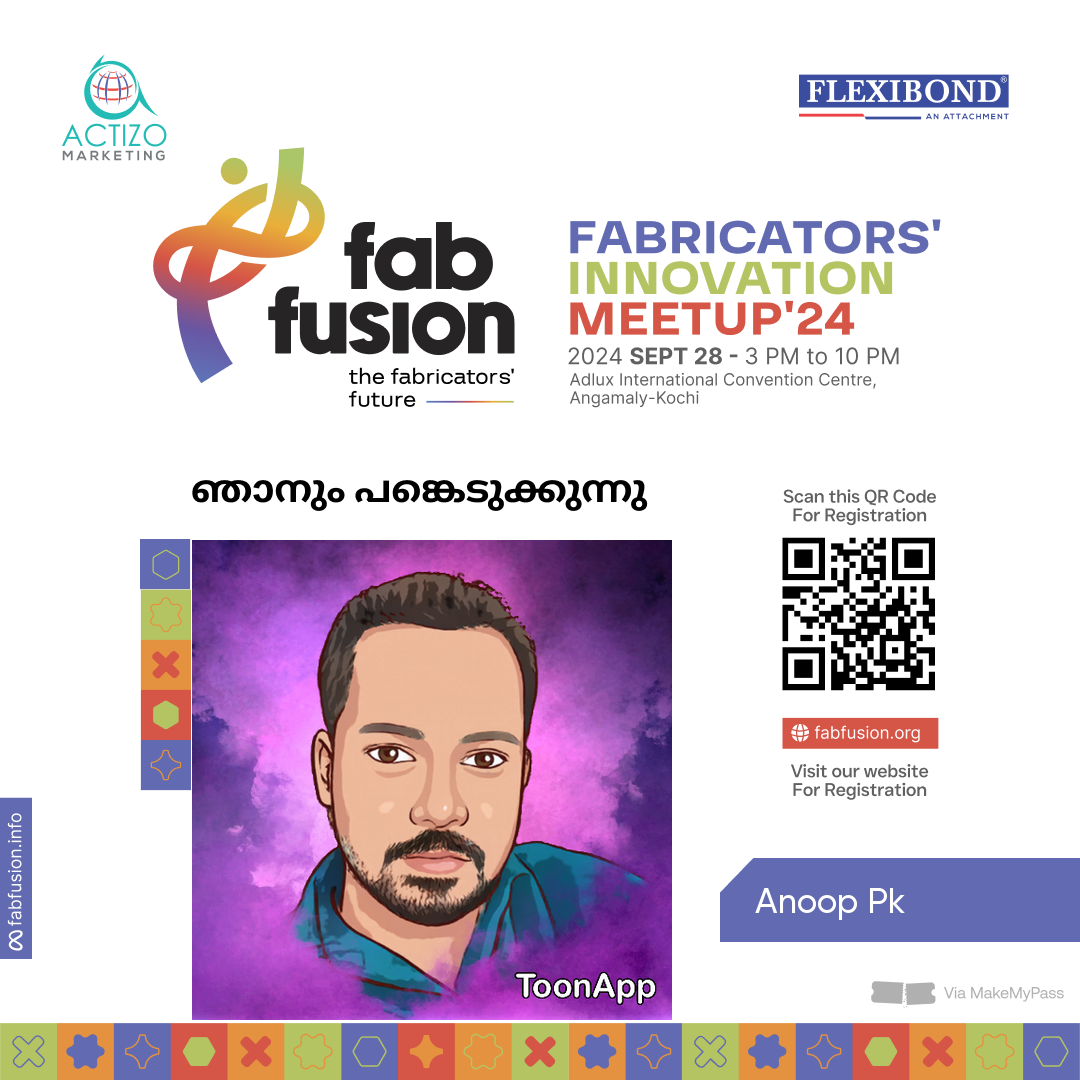 ACTIZO
MARKETING
FLEXIBOND®
AN ATTACHMENT
fab
fusion
the fabricators'
future
FABRICATORS'
INNOVATION
MEETUP'24
2024 SEPT 28 - 3 PM to 10 PM
Adlux International Convention Centre,
Angamaly-Kochi
ഞാനും പങ്കെടുക്കുന്നു
Scan this QR Code
For Registration
fabfusion.org
Visit our website
For Registration
fabfusion.info
Anoop Pk
ToonApp
Via MakeMyPass